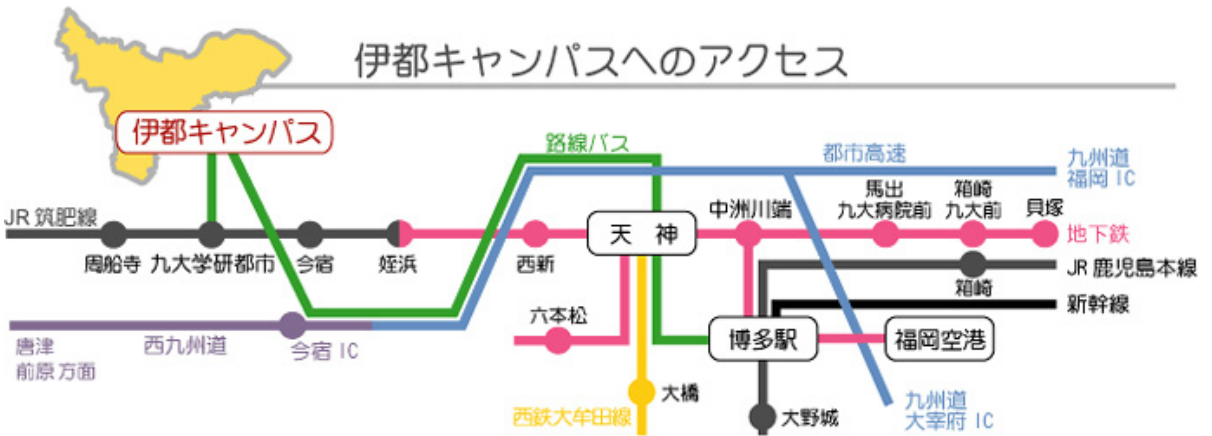 伊都キャンパスへのアクセス
伊都キャンパス
路線バス
都市高速
九州道
福岡 IC
JR 筑肥線
周船寺
九大学研都市
今宿
姪浜
西新
天 神
中洲川端
馬出
九大病院前
箱崎
九大前
貝塚
地下鉄
JR 鹿児島本線
箱崎
新幹線
六本松
博多駅
福岡空港
唐津
前原方面
西九州道
今宿 IC
大橋
西鉄大牟田線
大野城
九州道
大宰府 IC